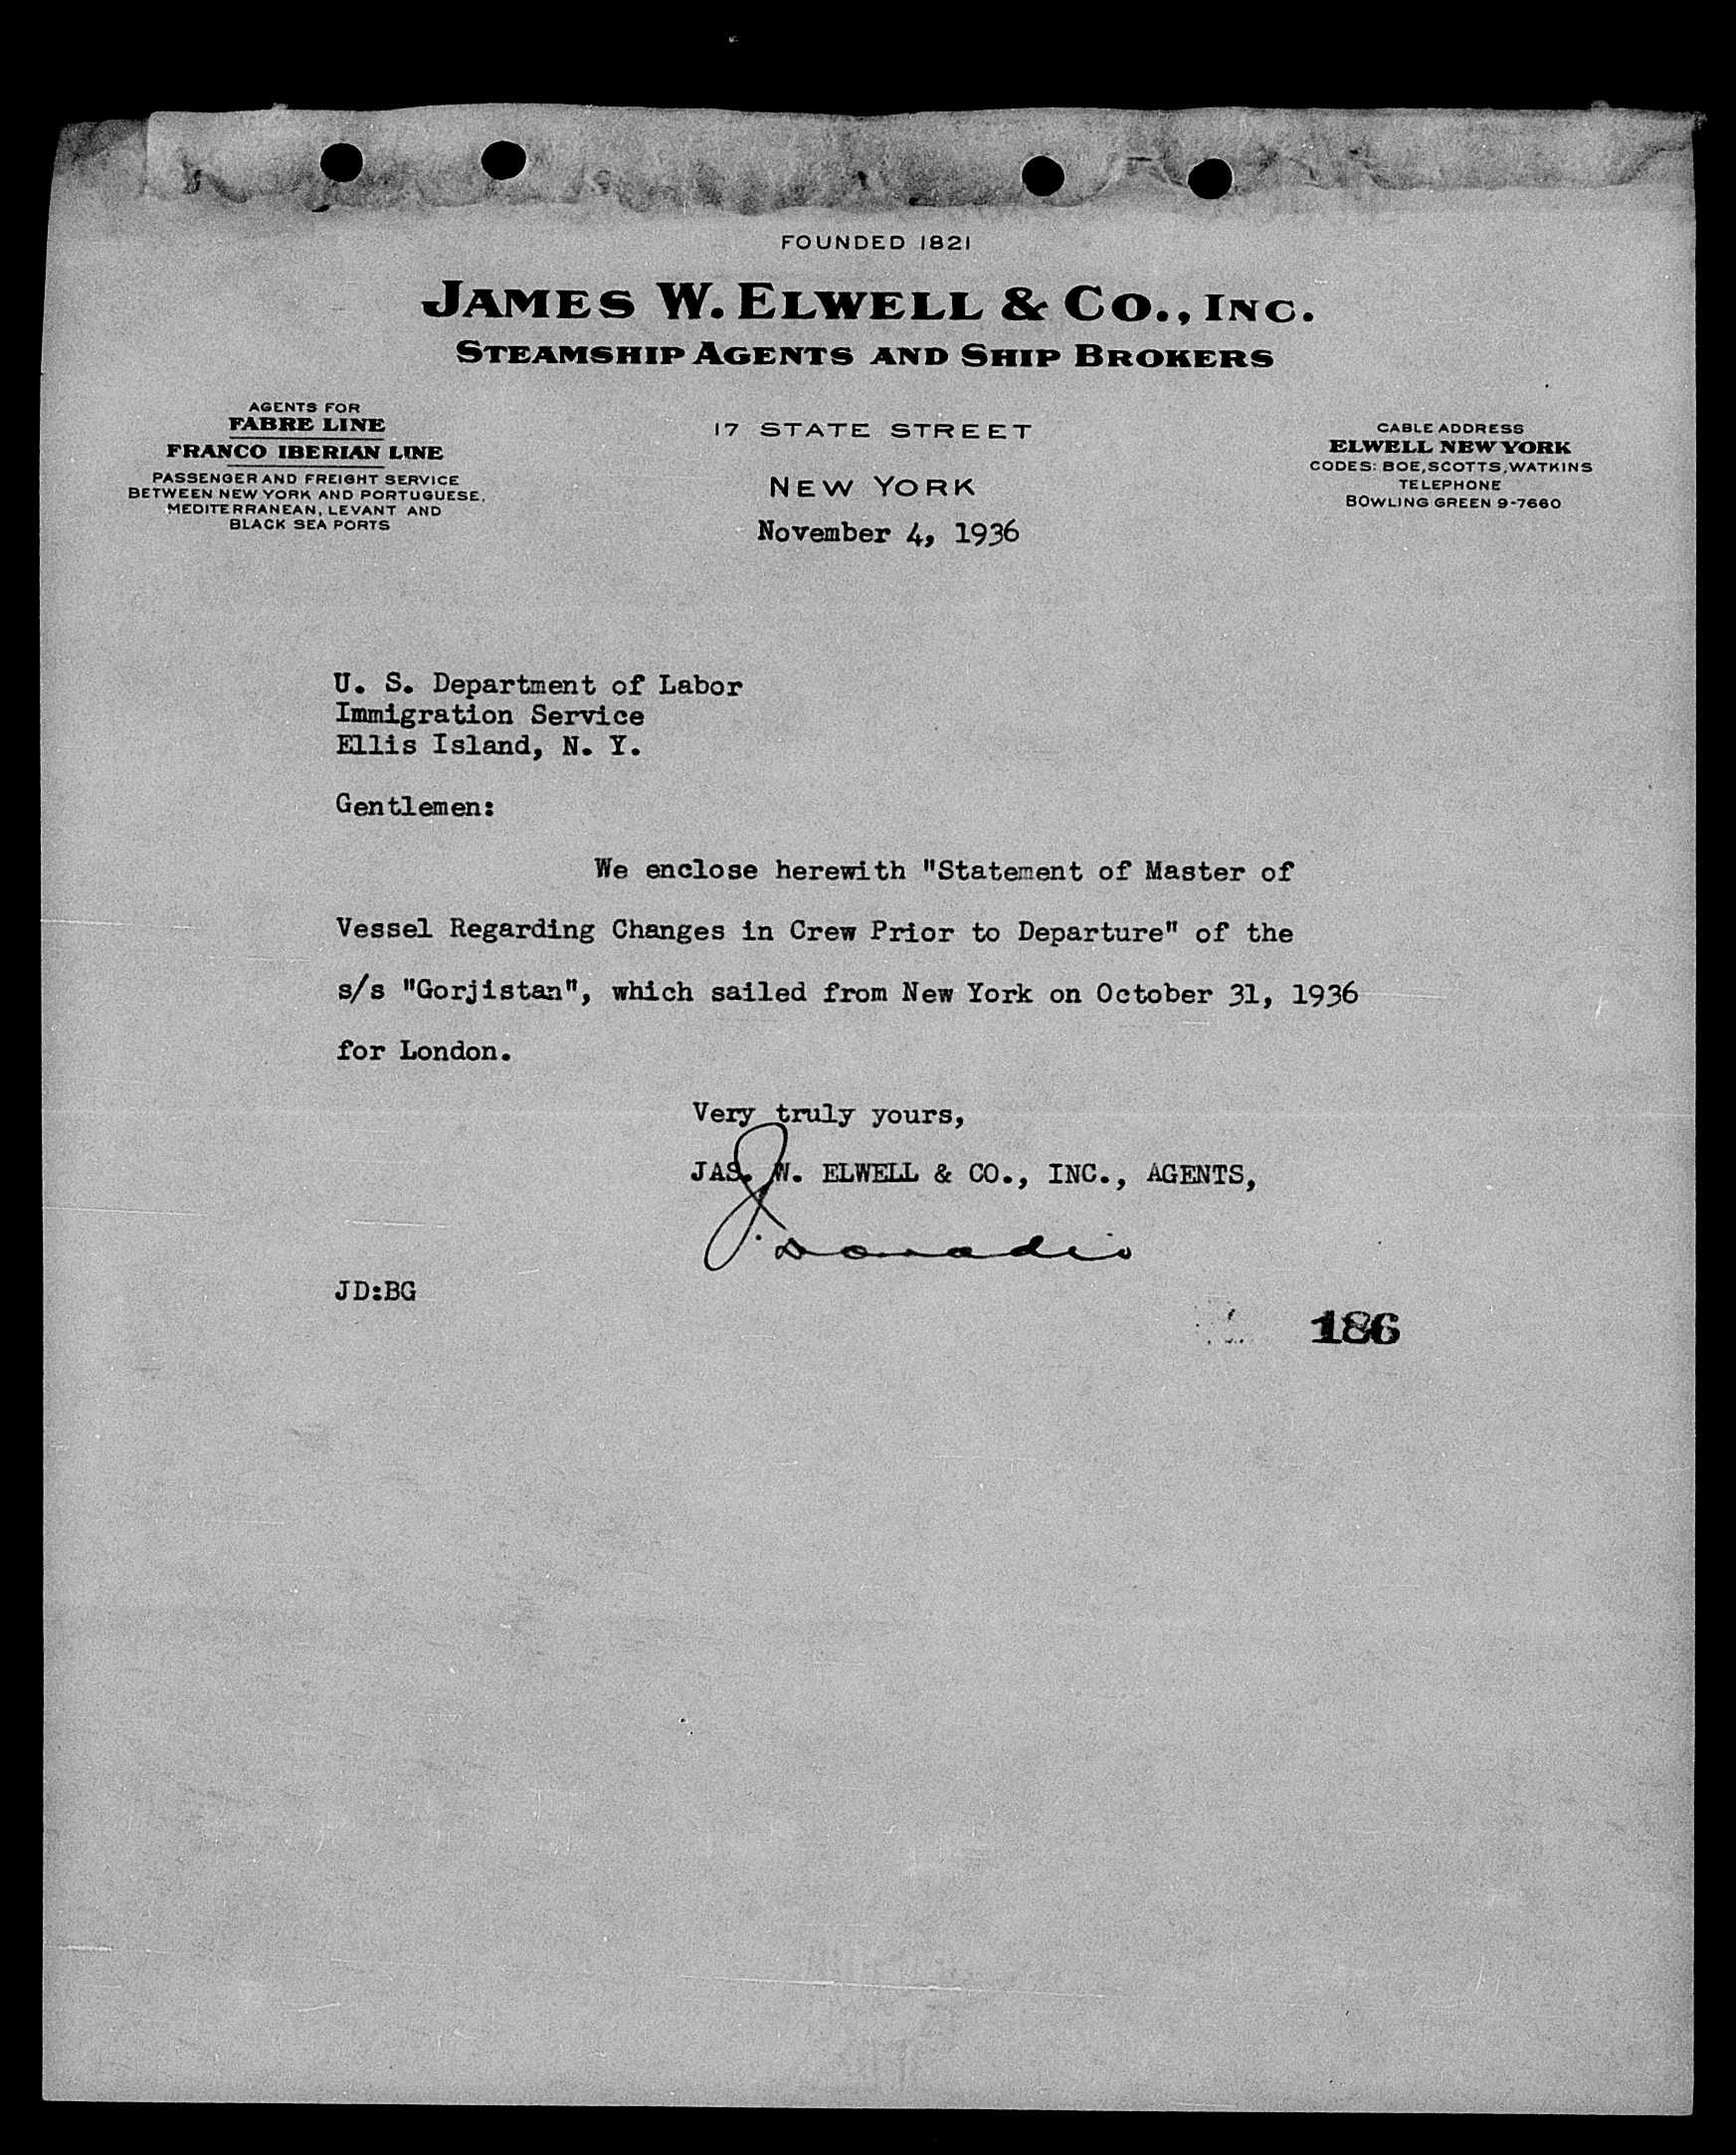 FOUNDED 1821
JAMES W. ELWELL & CO., INC.
STEAMSHIP AGENTS AND SHIP BROKERS
AGENTS FOR
FABRE LINE
FRANCO IBERIAN LINE
PASSENGER AND FREIGHT SERVICE
BETWEEN NEW YORK AND PORTUGUESE,
MEDITERRANEAN, LEVANT AND
BLACK SEA PORTS
17 STATE STREET
NEW YORK
November 4, 1936
CABLE ADDRESS
ELWELL NEW YORK
CODES: BOE, SCOTTS, WATKINS
TELEPHONE
BOWLING GREEN 9-7660
U. S. Department of Labor
Immigration Service
Ellis Island, N. Y.
Gentlemen:
We enclose herewith "Statement of Master of
Vessel Regarding Changes in Crew Prior to Departure" of the
s/s "Gorjistan", which sailed from New York on October 31, 1936
for London.
Very truly yours,
JAS. W. ELWELL & CO., INC., AGENTS,
J. Donadio
JD:BG
186